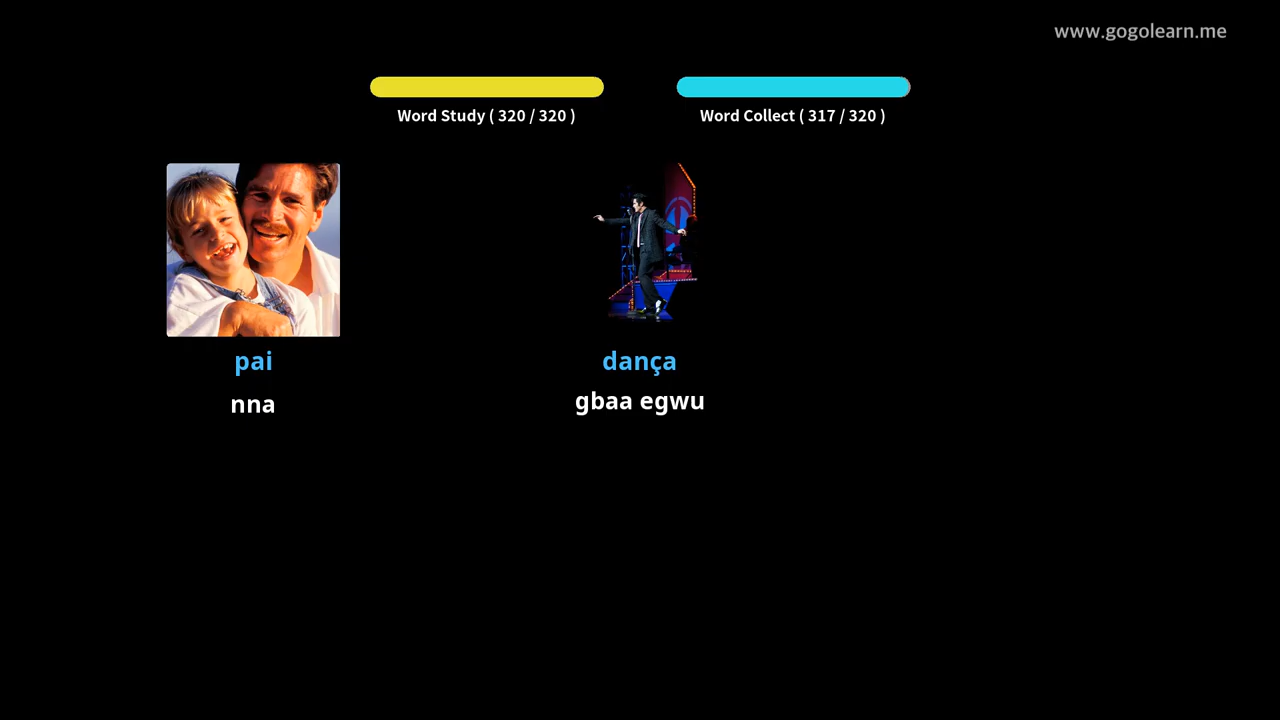 www.gogolearn.me
Word Study ( 320 / 320 )
Word Collect ( 317 / 320 )
pai
nna
dança
gbaa egwu